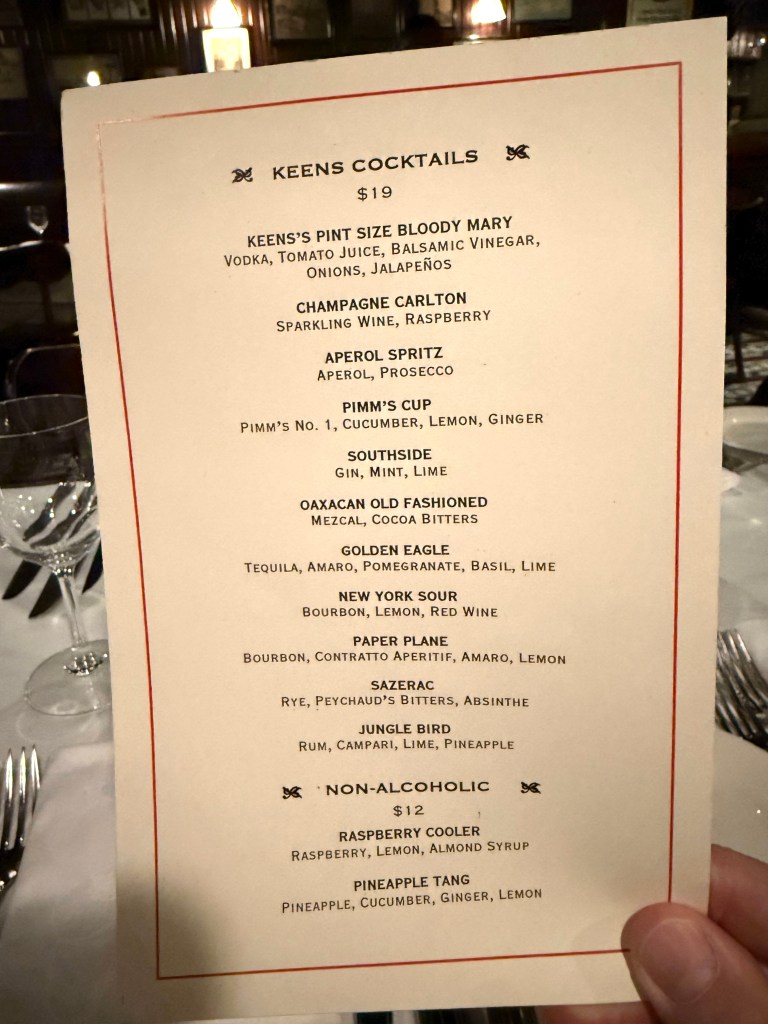 KEENS COCKTAILS
$19
KEENS'S PINT SIZE BLOODY MARY
VODKA, TOMATO JUICE, BALSAMIC VINEGAR,
ONIONS, JALAPEÑOS
CHAMPAGNE CARLTON
SPARKLING WINE, RASPBERRY
APEROL SPRITZ
APEROL, PROSECCO
PIMM'S CUP
PIMM'S NO. 1, CUCUMBER, LEMON, GINGER
SOUTHSIDE
GIN, MINT, LIME
OAXACAN OLD FASHIONED
MEZCAL, COCOA BITTERS
GOLDEN EAGLE
TEQUILA, AMARO, POMEGRANATE, BASIL, LIME
NEW YORK SOUR
BOURBON, LEMON, RED WINE
PAPER PLANE
BOURBON, CONTRATTO APERITIF, AMARO, LEMON
SAZERAC
RYE, PEYCHAUD'S BITTERS, ABSINTHE
JUNGLE BIRD
RUM, CAMPARI, LIME, PINEAPPLE
NON-ALCOHOLIC
$12
RASPBERRY COOLER
RASPBERRY, LEMON, ALMOND SYRUP
PINEAPPLE TANG
PINEAPPLE, CUCUMBER, GINGER, LEMON